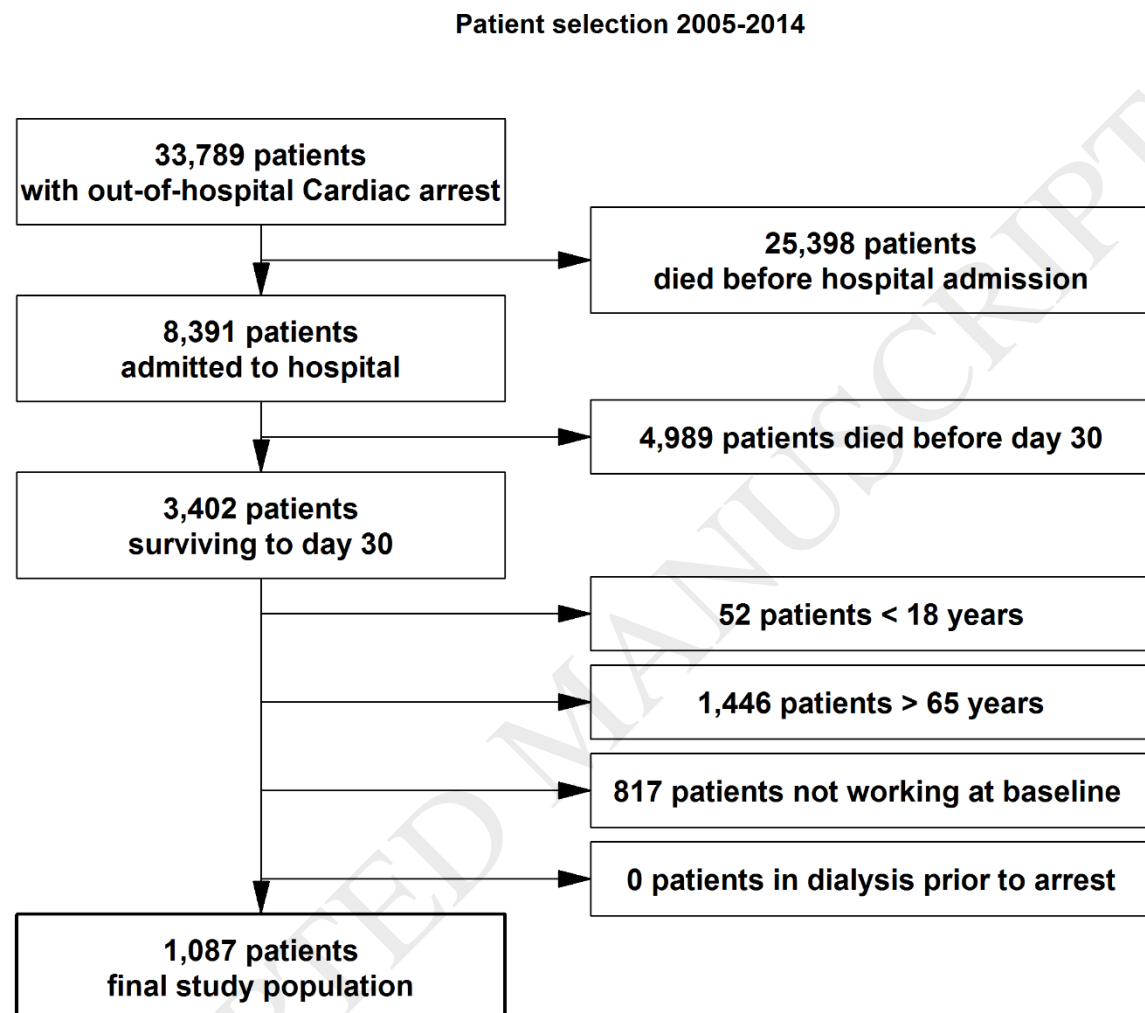 Patient selection 2005-2014
33,789 patients
with out-of-hospital Cardiac arrest
25,398 patients
died before hospital admission
8,391 patients
admitted to hospital
4,989 patients died before day 30
3,402 patients
surviving to day 30
52 patients < 18 years
1,446 patients > 65 years
817 patients not working at baseline
0 patients in dialysis prior to arrest
1,087 patients
final study population
PTED MANUSCRIPT